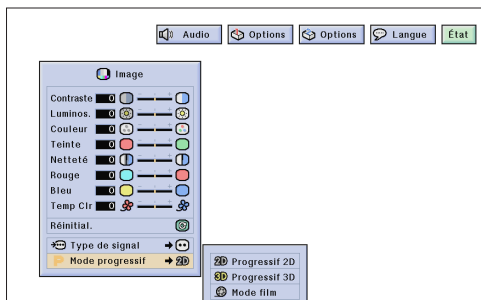 Audio Options Options Langue État
Image
Contraste 0
Luminos. 0
Couleur 0
Teinte 0
Netteté 0
Rouge 0
Bleu 0
Temp Clr 0
Réinitial.
Type de signal
P Mode progressif 2D
2D Progressif 2D
3D Progressif 3D
Mode film